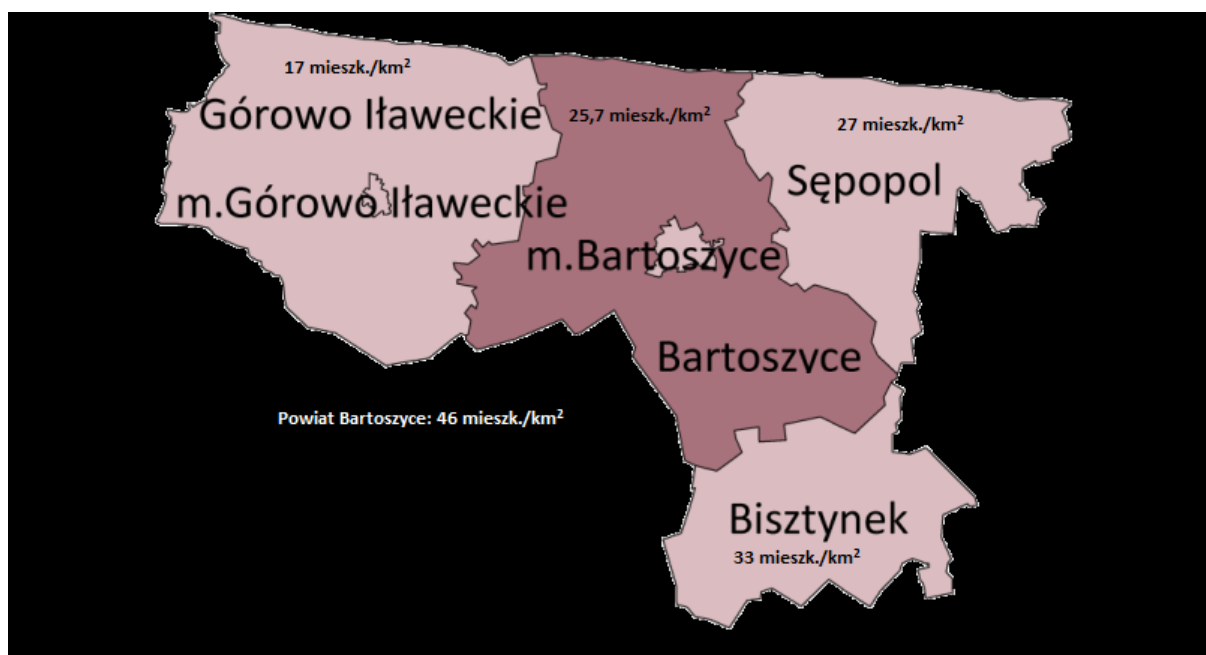 17 mieszk./km²
Górowo Iławeckie
m.Górowo Iławeckie
25,7 mieszk./km²
27 mieszk./km²
Sępopol
m.Bartoszyce
Bartoszyce
Powiat Bartoszyce: 46 mieszk./km²
Bisztynek
33 mieszk./km²